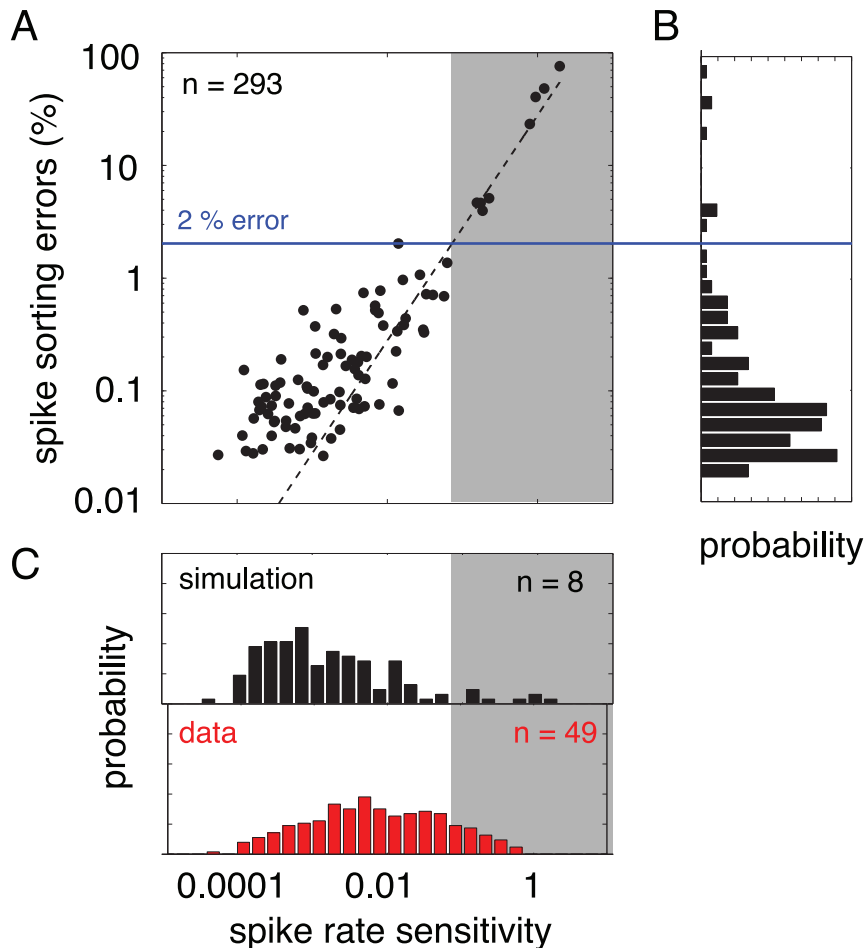 A
B
100
n = 293
10
2 % error
1
0.1
0.01
spike sorting errors (%)
probability
C
simulation
n = 8
data
n = 49
probability
0.0001
0.01
1
spike rate sensitivity